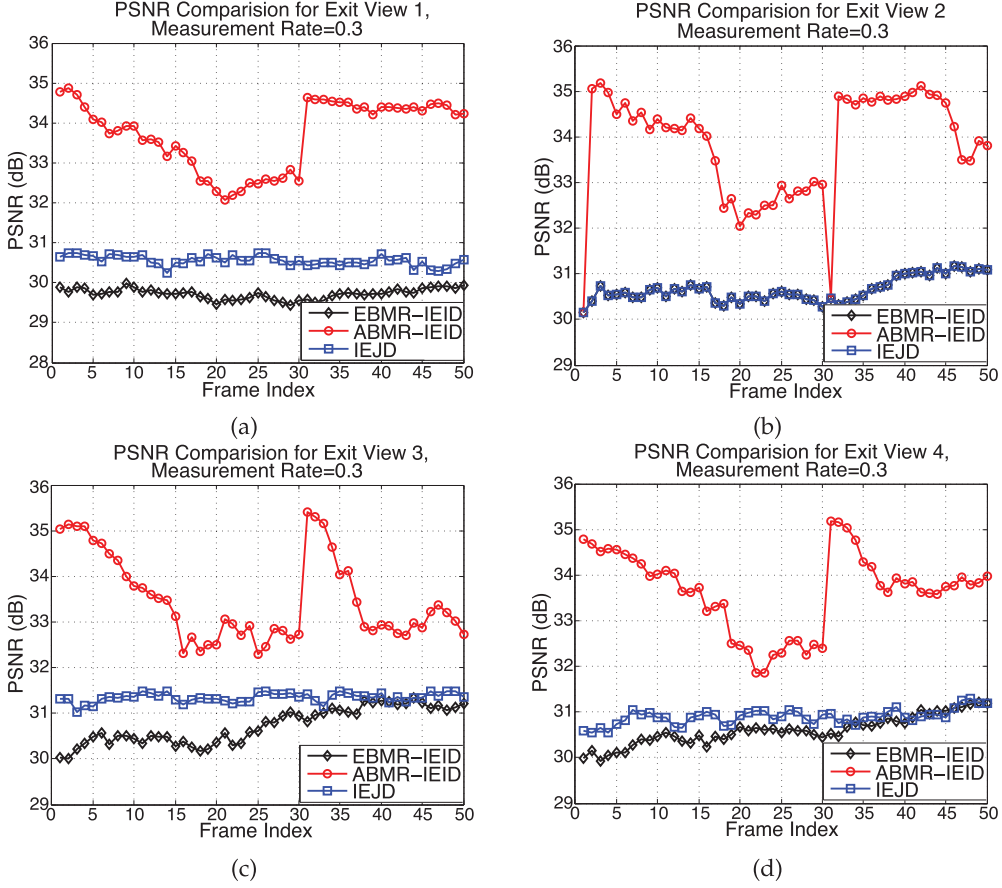 PSNR Comparision for Exit View 1,
Measurement Rate=0.3
PSNR (dB)
36
35
34
33
32
31
30
29
28
0 5 10 15 20 25 30 35 40 45 50
Frame Index
EBMR-IEID
ABMR-IEID
IEJD
(a)
PSNR Comparision for Exit View 2
Measurement Rate=0.3
PSNR (dB)
36
35
34
33
32
31
30
29
0 5 10 15 20 25 30 35 40 45 50
Frame Index
EBMR-IEID
ABMR-IEID
IEJD
(b)
PSNR Comparision for Exit View 3,
Measurement Rate=0.3
PSNR (dB)
36
35
34
33
32
31
30
29
0 5 10 15 20 25 30 35 40 45 50
Frame Index
EBMR-IEID
ABMR-IEID
IEJD
(c)
PSNR Comparision for Exit View 4,
Measurement Rate=0.3
PSNR (dB)
36
35
34
33
32
31
30
29
0 5 10 15 20 25 30 35 40 45 50
Frame Index
EBMR-IEID
ABMR-IEID
IEJD
(d)